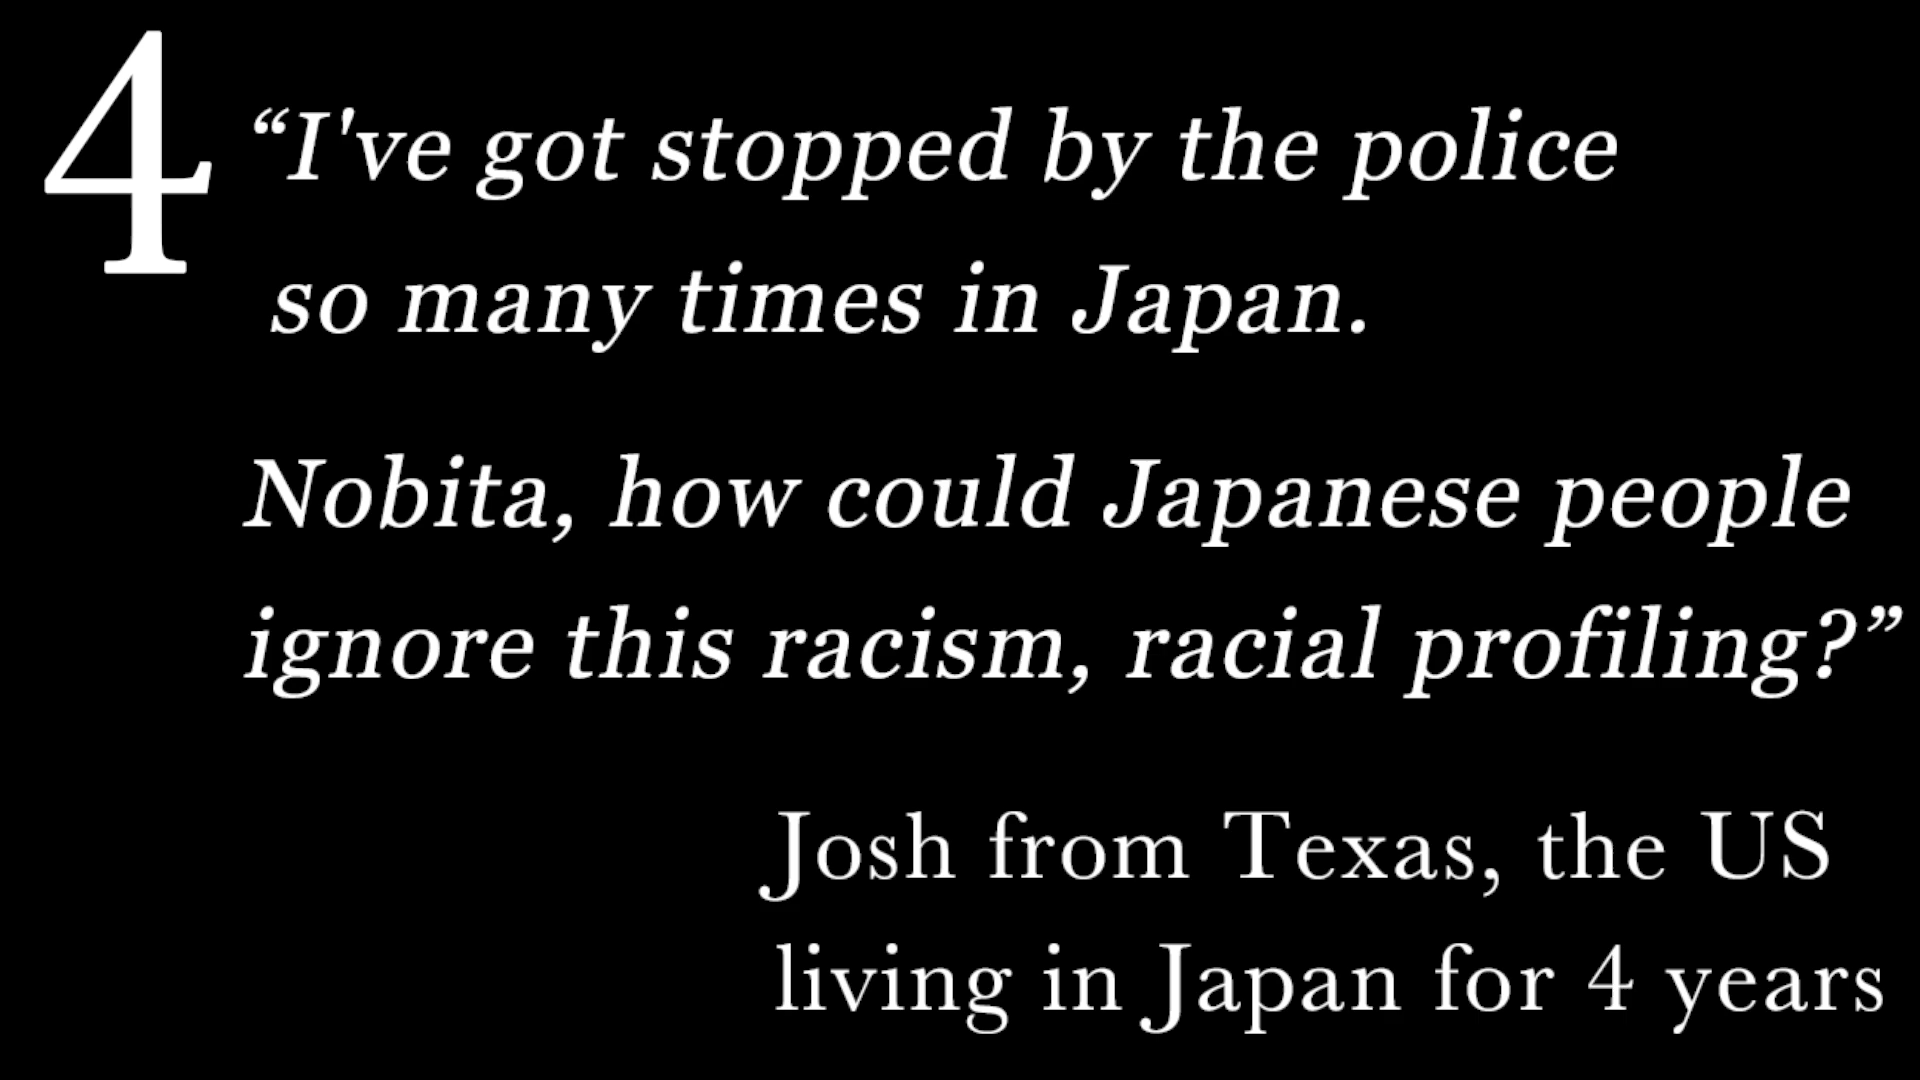 4
“I've got stopped by the police
so many times in Japan.
Nobita, how could Japanese people
ignore this racism, racial profiling?”
Josh from Texas, the US
living in Japan for 4 years